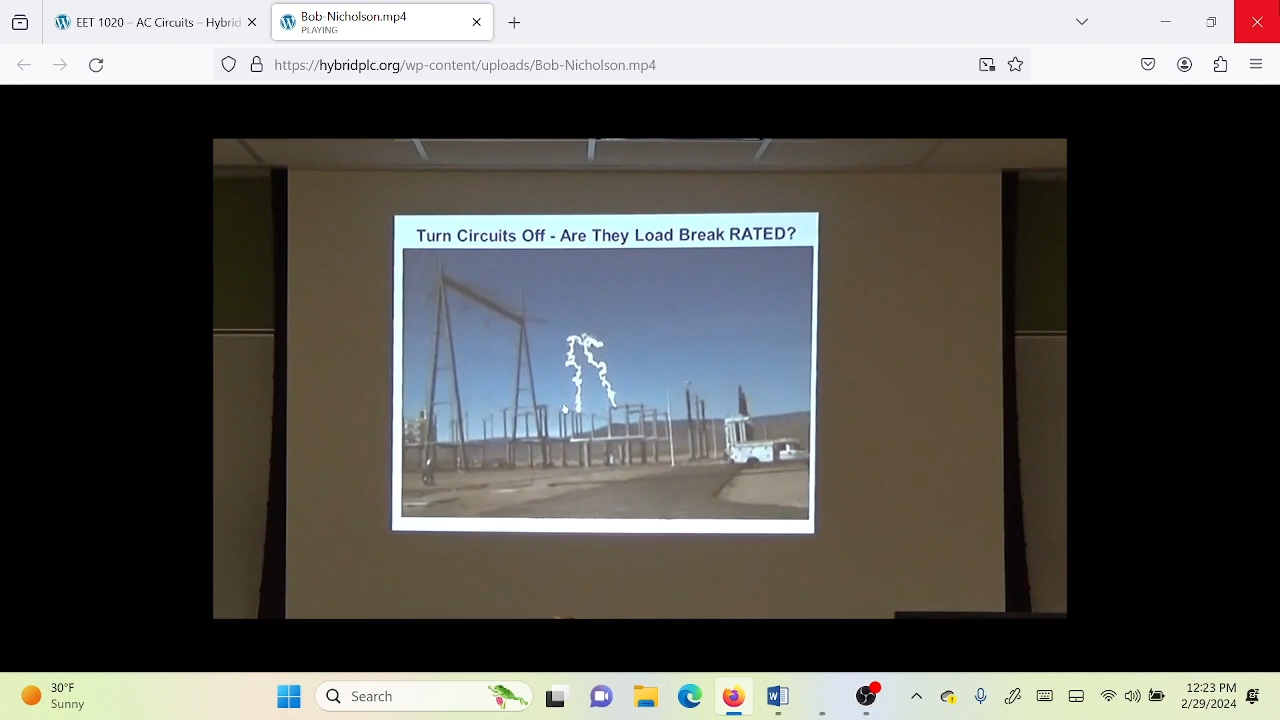 EET 1020 – AC Circuits – Hybrid
Bob-Nicholson.mp4
PLAYING
https://hybridplc.org/wp-content/uploads/Bob-Nicholson.mp4
Turn Circuits Off - Are They Load Break RATED?
30°F
Sunny
Search
12:23 PM
2/29/2024